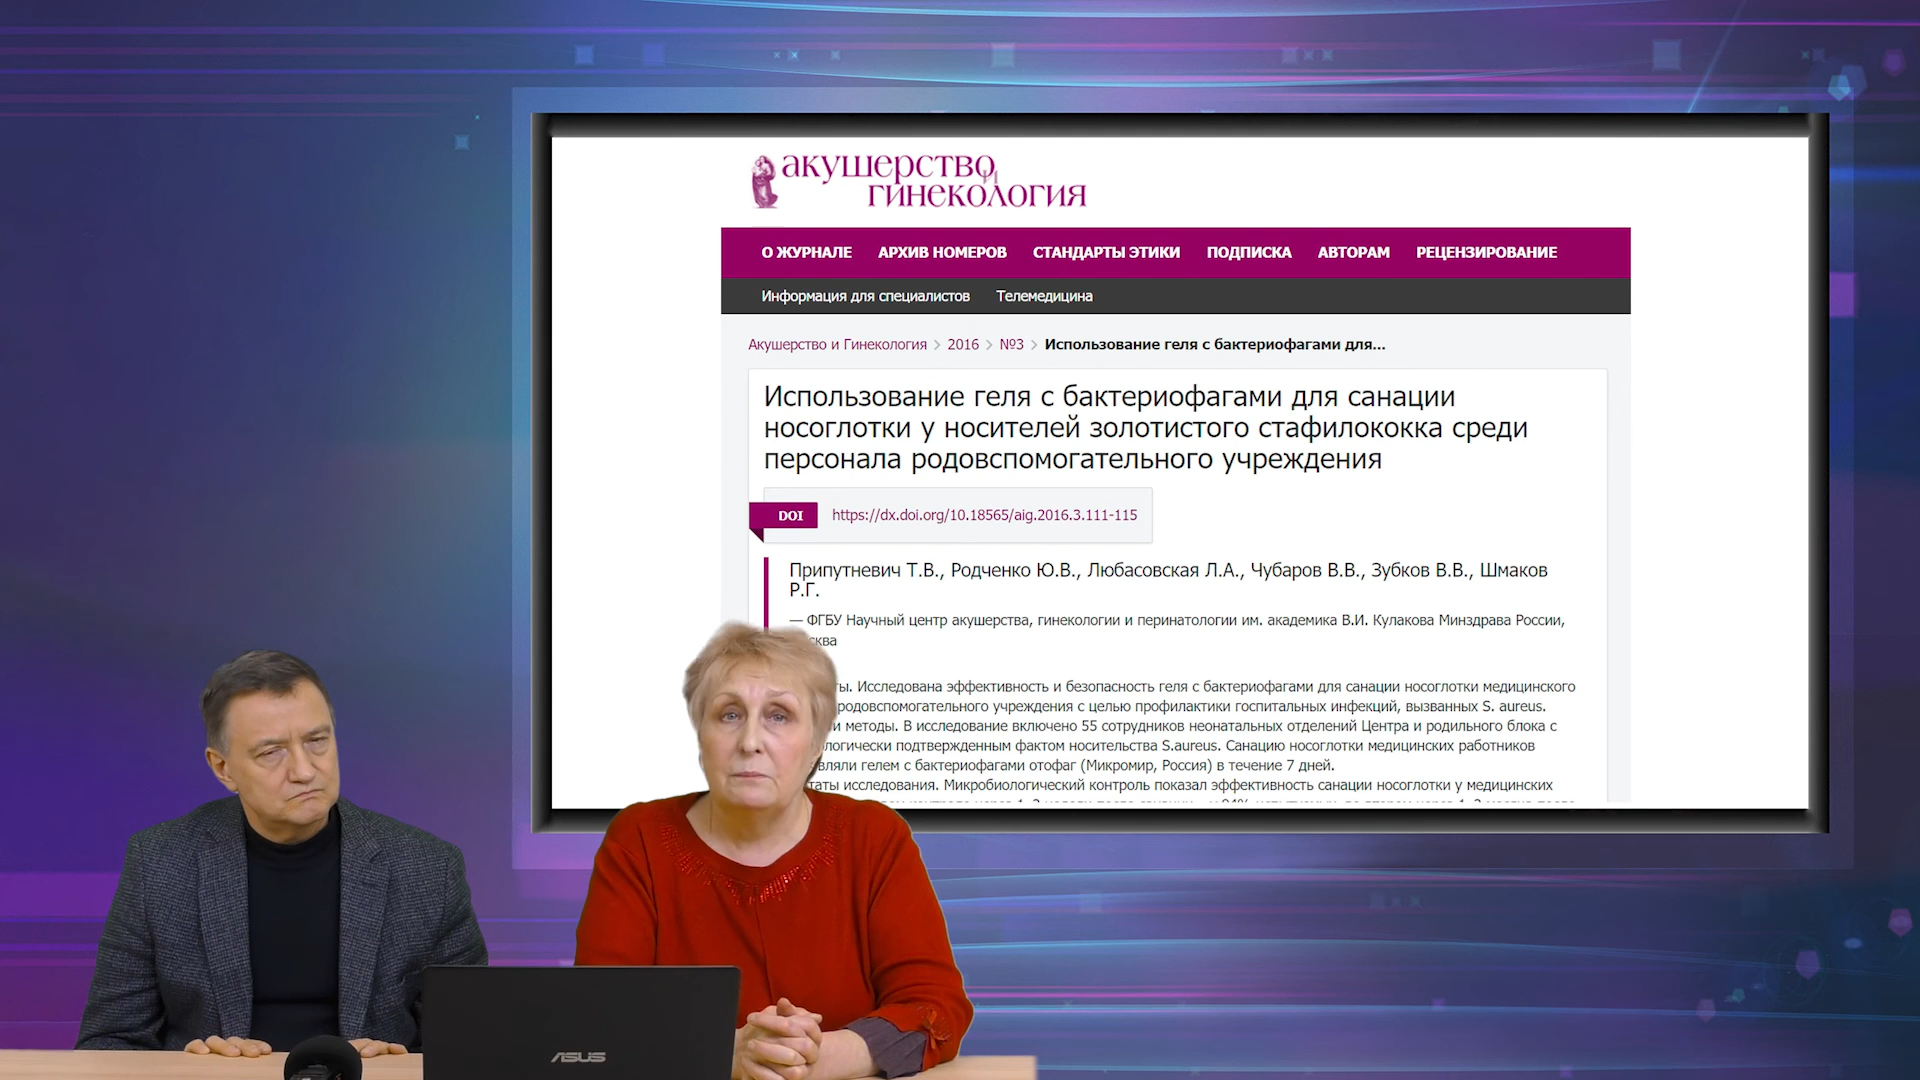 акушерство и
гинекология
О ЖУРНАЛЕ АРХИВ НОМЕРОВ СТАНДАРТЫ ЭТИКИ ПОДПИСКА АВТОРАМ РЕЦЕНЗИРОВАНИЕ
Информация для специалистов Телемедицина
Акушерство и Гинекология > 2016 > №3 > Использование геля с бактериофагами для...
Использование геля с бактериофагами для санации
носоглотки у носителей золотистого стафилококка среди
персонала родовспомогательного учреждения
DOI https://dx.doi.org/10.18565/aig.2016.3.111-115
Припутневич Т.В., Родченко Ю.В., Любасовская Л.А., Чубаров В.В., Зубков В.В., Шмаков
Р.Г.
— ФГБУ Научный центр акушерства, гинекологии и перинатологии им. академика В.И. Кулакова Минздрава России,
Исследована эффективность и безопасность геля с бактериофагами для санации носоглотки медицинского
родовспомогательного учреждения с целью профилактики госпитальных инфекций, вызванных S. aureus.
и методы. В исследование включено 55 сотрудников неонатальных отделений Центра и родильного блока с
подтвержденным фактом носительства S.aureus. Санацию носоглотки медицинских работников
гелем с бактериофагами отофаг (Микромир, Россия) в течение 7 дней.
исследования. Микробиологический контроль показал эффективность санации носоглотки у медицинских
ASUS